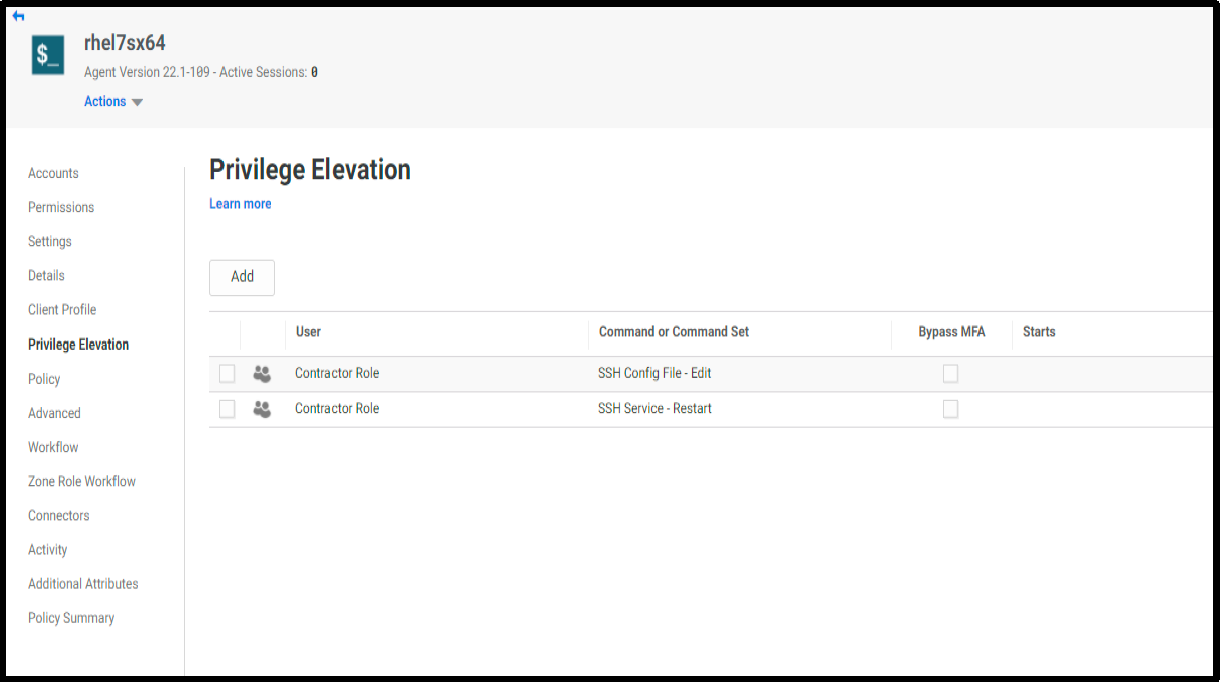 $_
rhel7sx64
Agent Version 22.1-109 - Active Sessions: 0
Actions
Accounts
Permissions
Settings
Details
Client Profile
Privilege Elevation
Policy
Advanced
Workflow
Zone Role Workflow
Connectors
Activity
Additional Attributes
Policy Summary
Privilege Elevation
Learn more
Add
User Command or Command Set Bypass MFA Starts
Contractor Role SSH Config File - Edit
Contractor Role SSH Service - Restart